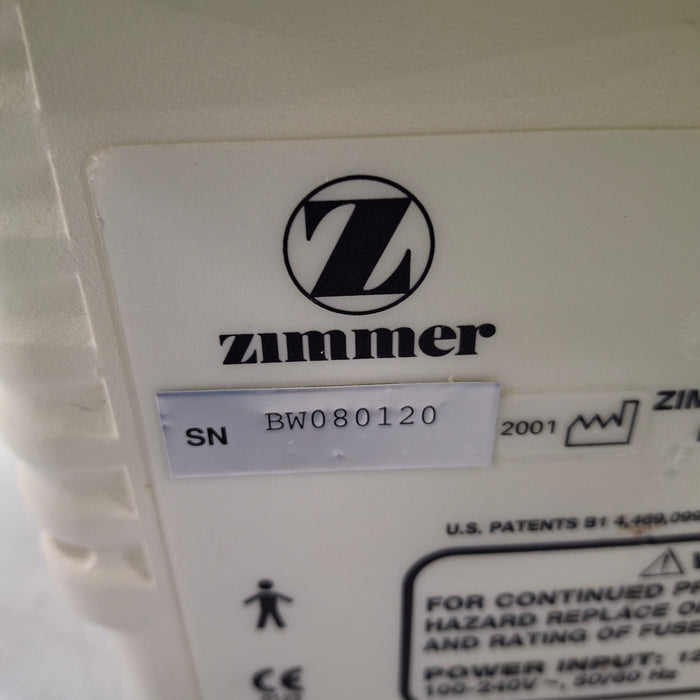 Z
zimmer
SN BW080120
2001
ZIM
U.S. PATENTS B1 4,469,099
FOR CONTINUED
HAZARD REPLACE
AND RATING OF FUSE
POWER INPUT: 12
100-240V~, 50/60 Hz
CE